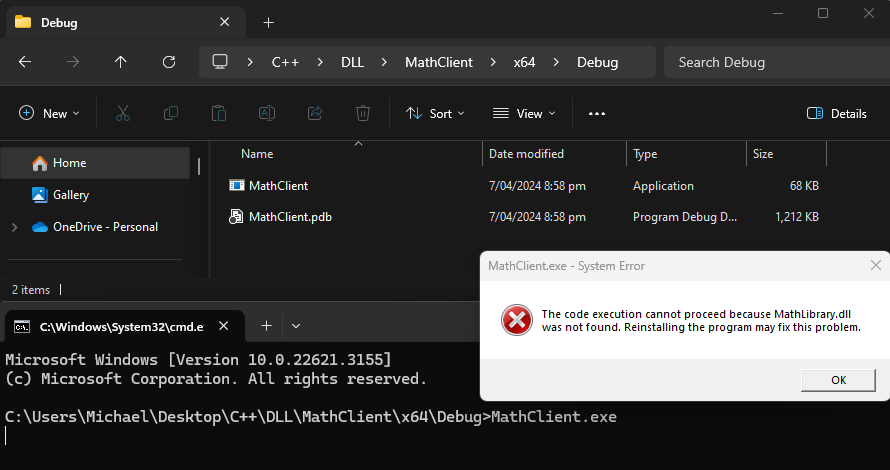 Debug
C++ > DLL > MathClient > x64 > Debug >
Search Debug
New
Sort
View
Details
Home
Gallery
OneDrive - Personal
Name Date modified Type Size
MathClient 7/04/2024 8:58 pm Application 68 KB
MathClient.pdb 7/04/2024 8:58 pm Program Debug D... 1,212 KB
2 items
MathClient.exe - System Error
The code execution cannot proceed because MathLibrary.dll
was not found. Reinstalling the program may fix this problem.
OK
C:\Windows\System32\cmd.e
Microsoft Windows [Version 10.0.22621.3155]
(c) Microsoft Corporation. All rights reserved.
C:\Users\Michael\Desktop\C++\DLL\MathClient\x64\Debug>MathClient.exe